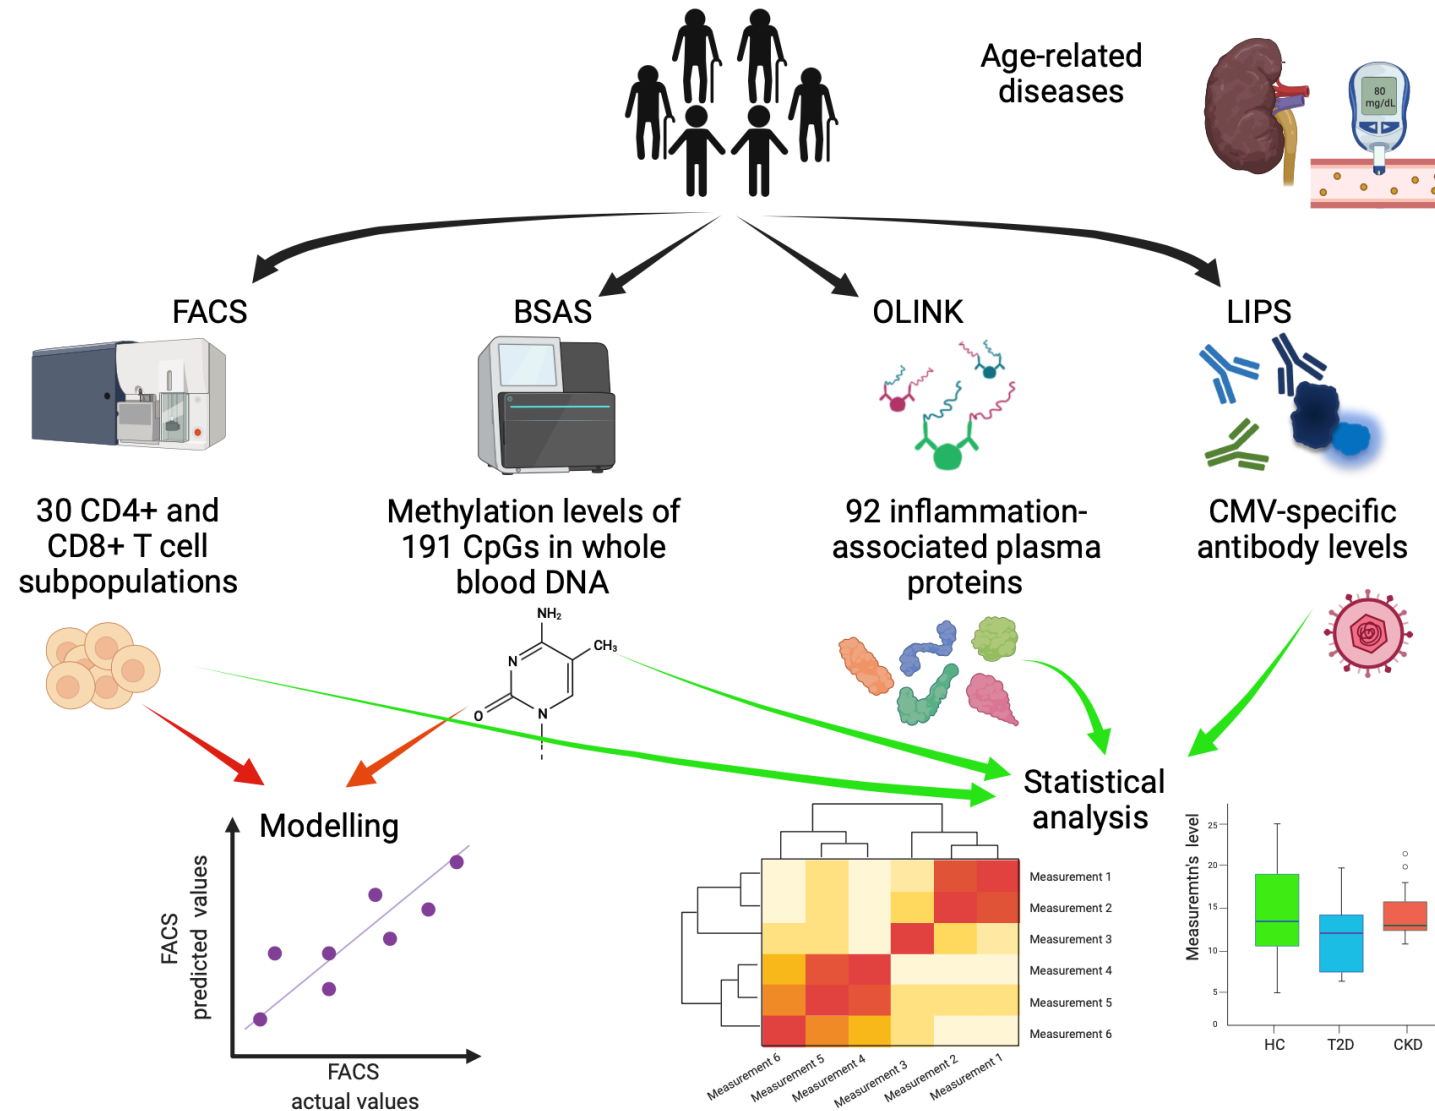 Age-related
diseases
80
mg/dL
FACS
BSAS
OLINK
LIPS
30 CD4+ and
CD8+ T cell
subpopulations
Methylation levels of
191 CpGs in whole
blood DNA
92 inflammation-
associated plasma
proteins
CMV-specific
antibody levels
NH₂
CH₃
N
O
N
Modelling
FACS
predicted values
FACS
actual values
Statistical
analysis
Measurement 1
Measurement 2
Measurement 3
Measurement 4
Measurement 5
Measurement 6
Measurement 6
Measurement 5
Measurement 4
Measurement 3
Measurement 2
Measurement 1
Measuremtn's level
25
20
15
10
5
0
HC
T2D
CKD